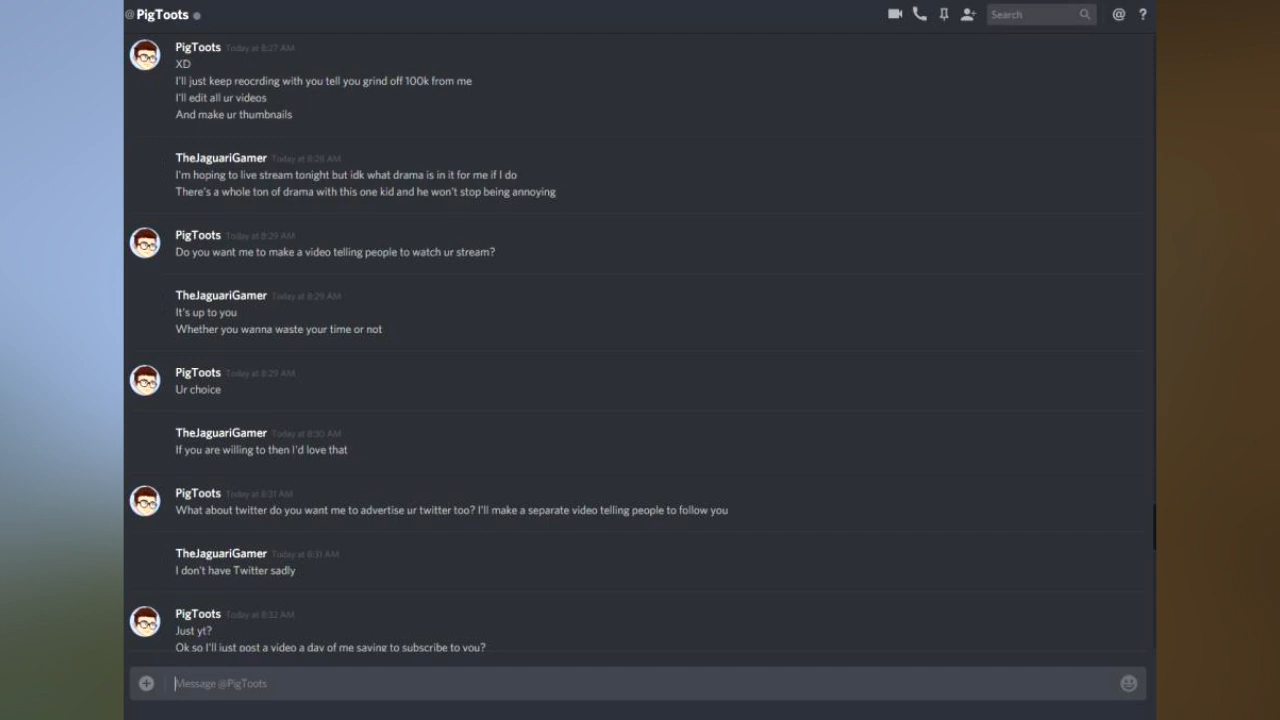 @PigToots
Search
@ ?
PigToots Today at 8:27 AM
XD
I'll just keep reocrding with you tell you grind off 100k from me
I'll edit all ur videos
And make ur thumbnails
TheJaguariGamer Today at 8:28 AM
I'm hoping to live stream tonight but idk what drama is in it for me if I do
There's a whole ton of drama with this one kid and he won't stop being annoying
PigToots Today at 8:29 AM
Do you want me to make a video telling people to watch ur stream?
TheJaguariGamer Today at 8:29 AM
It's up to you
Whether you wanna waste your time or not
PigToots Today at 8:29 AM
Ur choice
TheJaguariGamer Today at 8:30 AM
If you are willing to then I'd love that
PigToots Today at 8:31 AM
What about twitter do you want me to advertise ur twitter too? I'll make a separate video telling people to follow you
TheJaguariGamer Today at 8:31 AM
I don't have Twitter sadly
PigToots Today at 8:32 AM
Just yt?
Ok so I'll just post a video a day of me saying to subscribe to you?
Message @PigToots